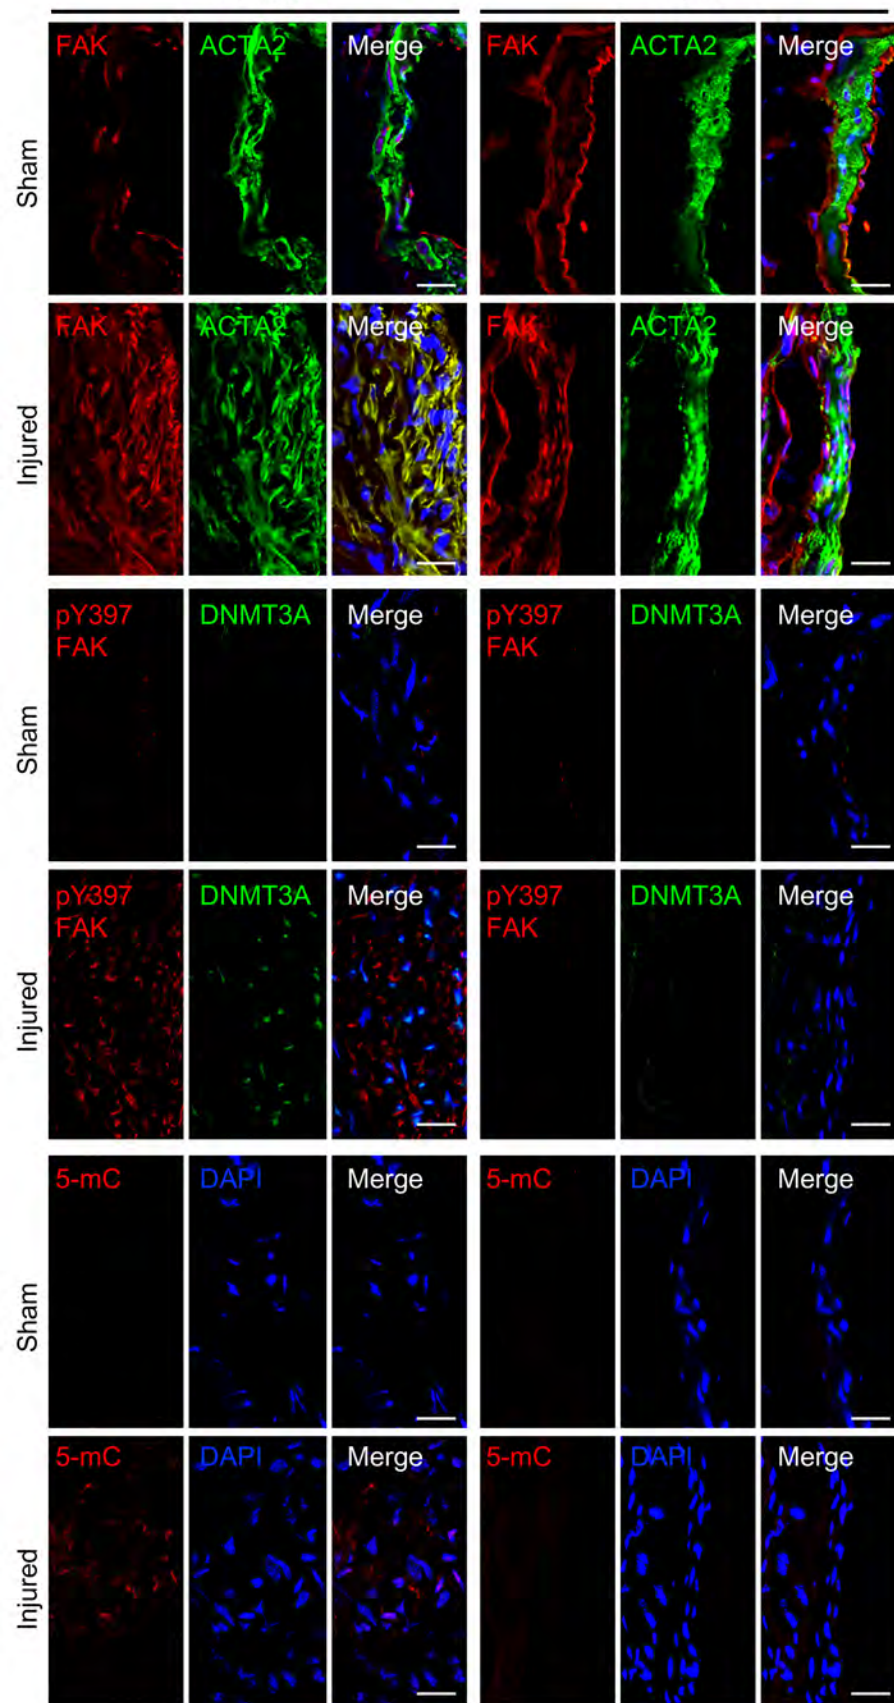 FAK ACTA2 Merge FAK ACTA2 Merge
Sham
FAK ACTA2 Merge FAK ACTA2 Merge
Injured
pY397 DNMT3A Merge pY397 DNMT3A Merge
FAK FAK
Sham
pY397 DNMT3A Merge pY397 DNMT3A Merge
FAK FAK
Injured
5-mC DAPI Merge 5-mC DAPI Merge
Sham
5-mC DAPI Merge 5-mC DAPI Merge
Injured